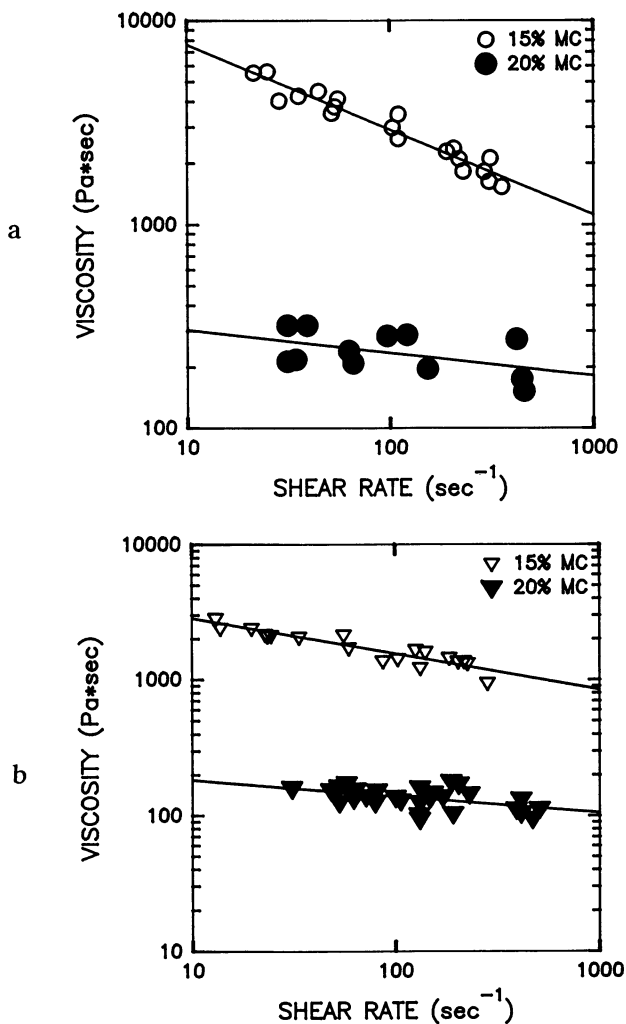 10000
15% MC
20% MC
VISCOSITY (Pa*sec)
a
1000
100
10 100 1000
SHEAR RATE (sec⁻¹)
10000
15% MC
20% MC
VISCOSITY (Pa*sec)
1000
b
100
10
10 100 1000
SHEAR RATE (sec⁻¹)